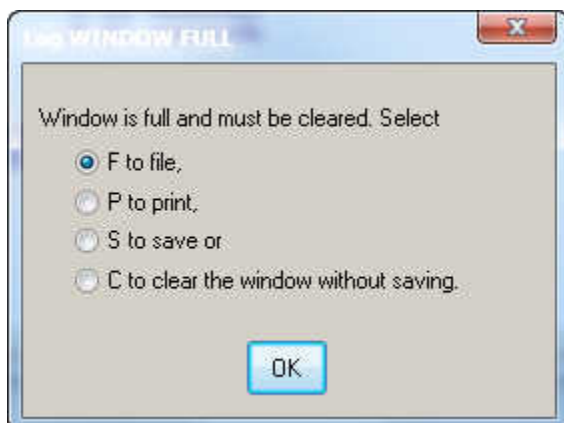 Log WINDOW FULL
Window is full and must be cleared. Select
F to file,
P to print,
S to save or
C to clear the window without saving.
OK